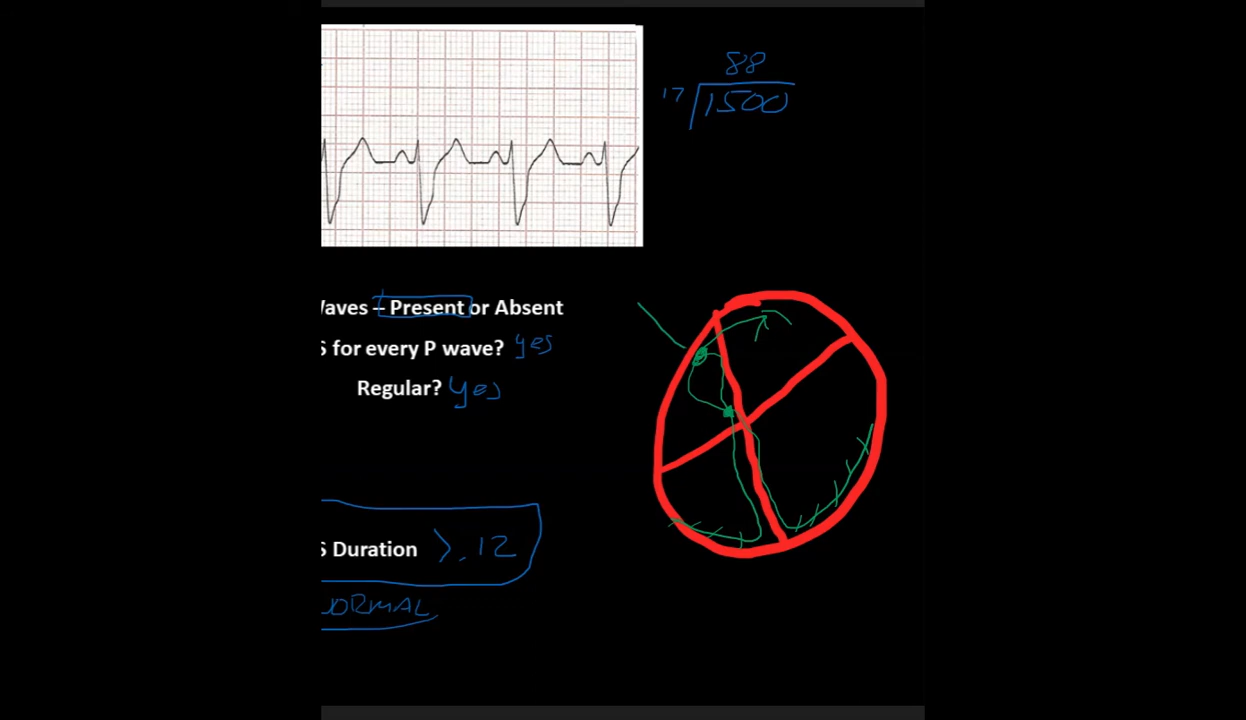 88
17 1500
Waves – Present or Absent
S for every P wave? yes
Regular? yes
S Duration >.12
ORMAL